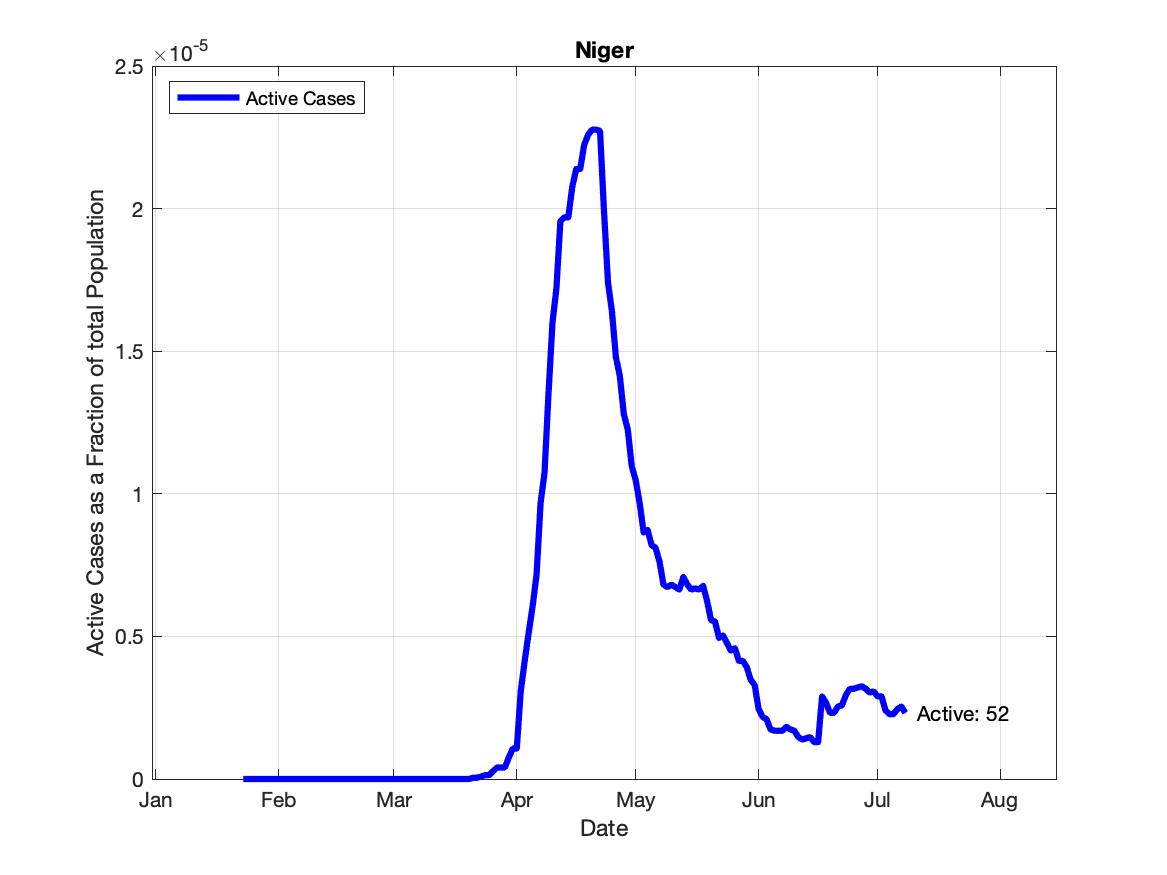 Niger
×10-5
2.5
2
1.5
1
0.5
0
Active Cases as a Fraction of total Population
Active Cases
Active: 52
Jan Feb Mar Apr May Jun Jul Aug
Date